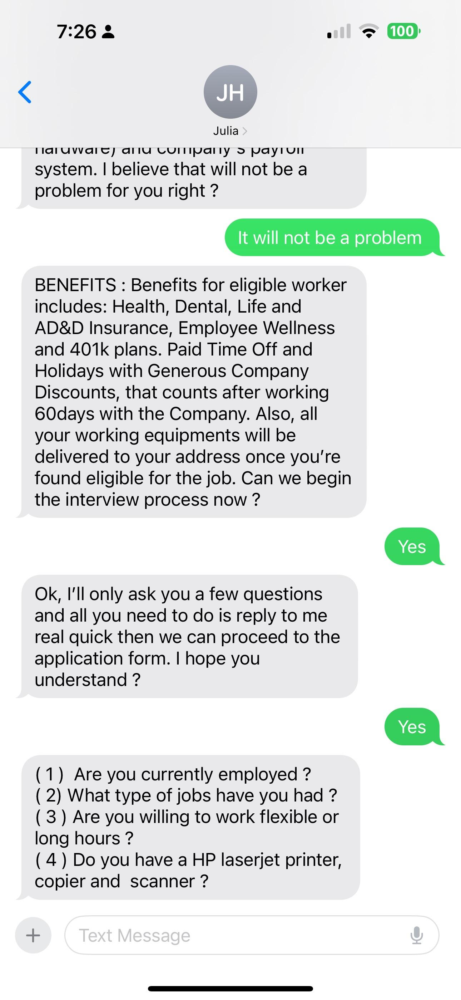 7:26
100
JH
Julia
hardware) and company's payroll
system. I believe that will not be a
problem for you right ?
It will not be a problem
BENEFITS : Benefits for eligible worker
includes: Health, Dental, Life and
AD&D Insurance, Employee Wellness
and 401k plans. Paid Time Off and
Holidays with Generous Company
Discounts, that counts after working
60days with the Company. Also, all
your working equipments will be
delivered to your address once you’re
found eligible for the job. Can we begin
the interview process now ?
Yes
Ok, I’ll only ask you a few questions
and all you need to do is reply to me
real quick then we can proceed to the
application form. I hope you
understand ?
Yes
( 1 )  Are you currently employed ?
( 2) What type of jobs have you had ?
( 3 ) Are you willing to work flexible or
long hours ?
( 4 ) Do you have a HP laserjet printer,
copier and  scanner ?
Text Message